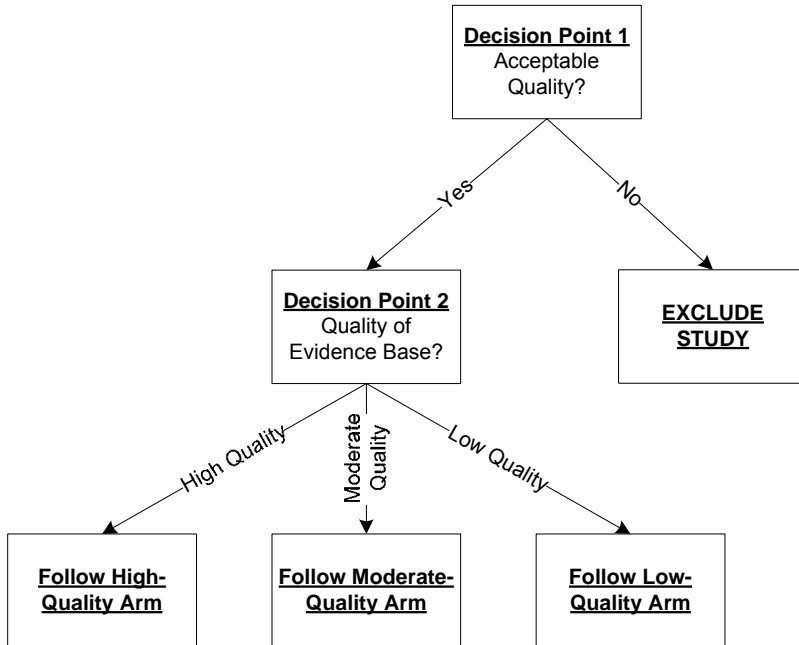 Decision Point 1
Acceptable
Quality?
Yes
No
Decision Point 2
Quality of
Evidence Base?
EXCLUDE
STUDY
High Quality
Moderate
Quality
Low Quality
Follow High-
Quality Arm
Follow Moderate-
Quality Arm
Follow Low-
Quality Arm